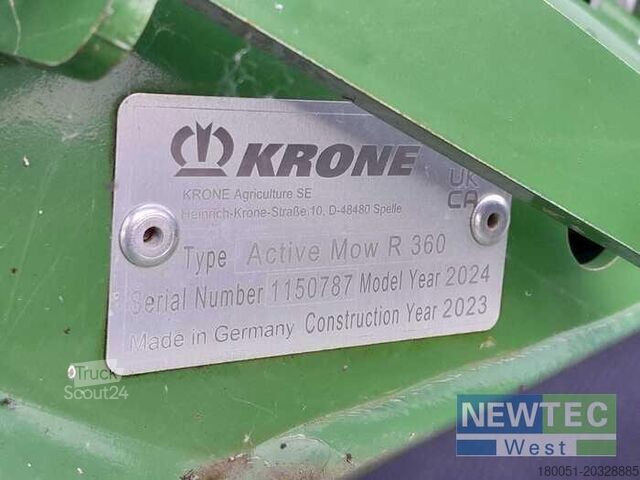 KRONE
KRONE Agriculture SE
Heinrich-Krone-Straße 10, D-48480 Spelle
UK
CA
Type Active Mow R 360
Serial Number 1150787 Model Year 2024
Made in Germany Construction Year 2023
Truck
Scout24
NEWTEC
West
180051-20328885